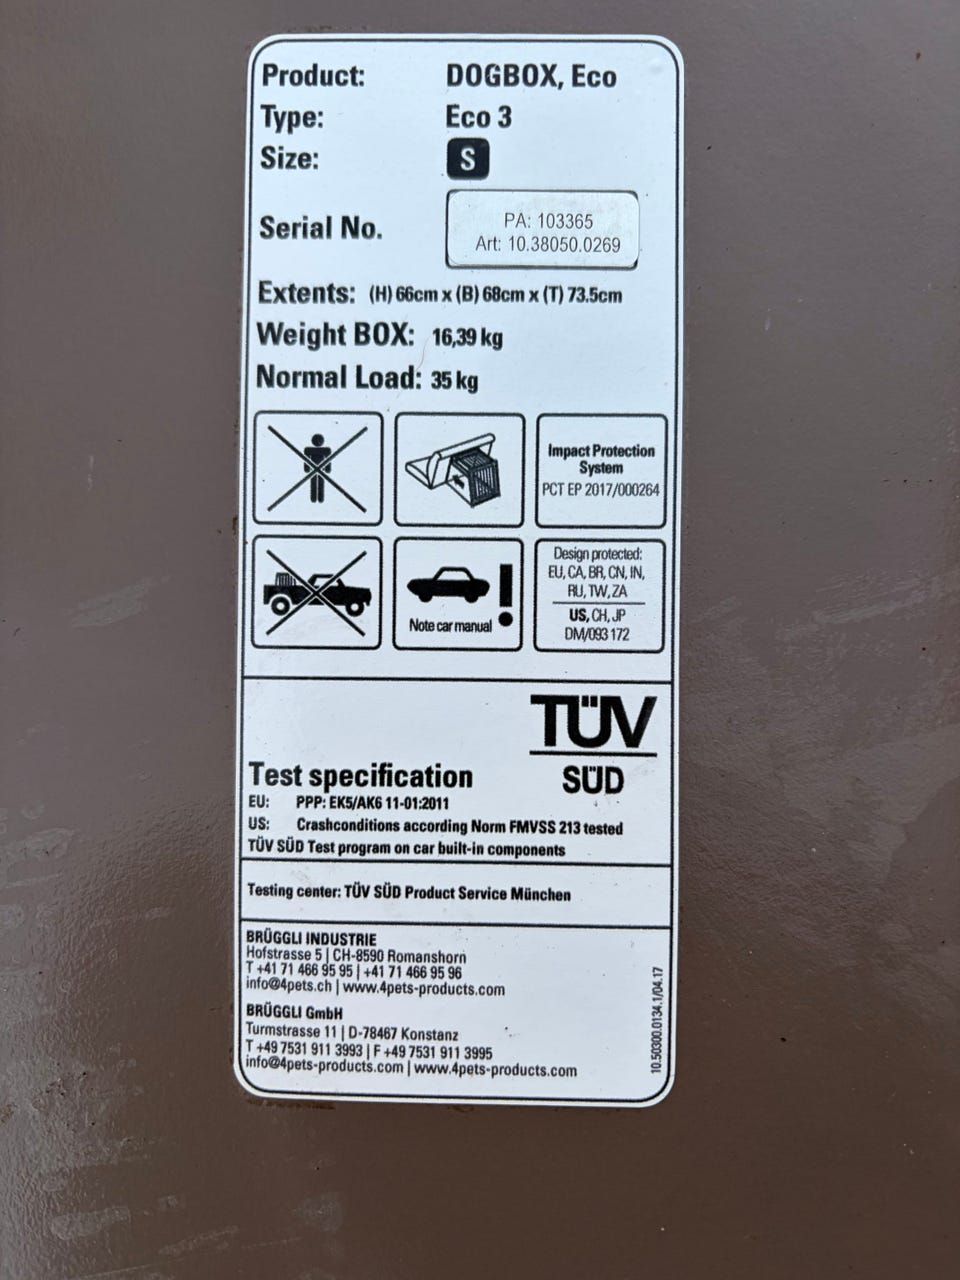 Product: DOGBOX, Eco
Type: Eco 3
Size: S
Serial No.
PA: 103365
Art: 10.38050.0269
Extents: (H) 66cm x (B) 68cm x (T) 73.5cm
Weight BOX: 16,39 kg
Normal Load: 35 kg
Impact Protection
System
PCT EP 2017/000264
Note car manual
Design protected:
EU, CA, BR, CN, IN,
RU, TW, ZA
US, CH, JP
DM/093 172
TÜV
SÜD
Test specification
EU: PPP: EK5/AK6 11-01:2011
US: Crashconditions according Norm FMVSS 213 tested
TÜV SÜD Test program on car built-in components
Testing center: TÜV SÜD Product Service München
BRÜGGLI INDUSTRIE
Hofstrasse 5 | CH-8590 Romanshorn
T +41 71 466 95 95 | +41 71 466 95 96
info@4pets.ch | www.4pets-products.com
BRÜGGLI GmbH
Turmstrasse 11 | D-78467 Konstanz
T +49 7531 911 3993 | F +49 7531 911 3995
info@4pets-products.com | www.4pets-products.com
10.50300.0134.1/04.17